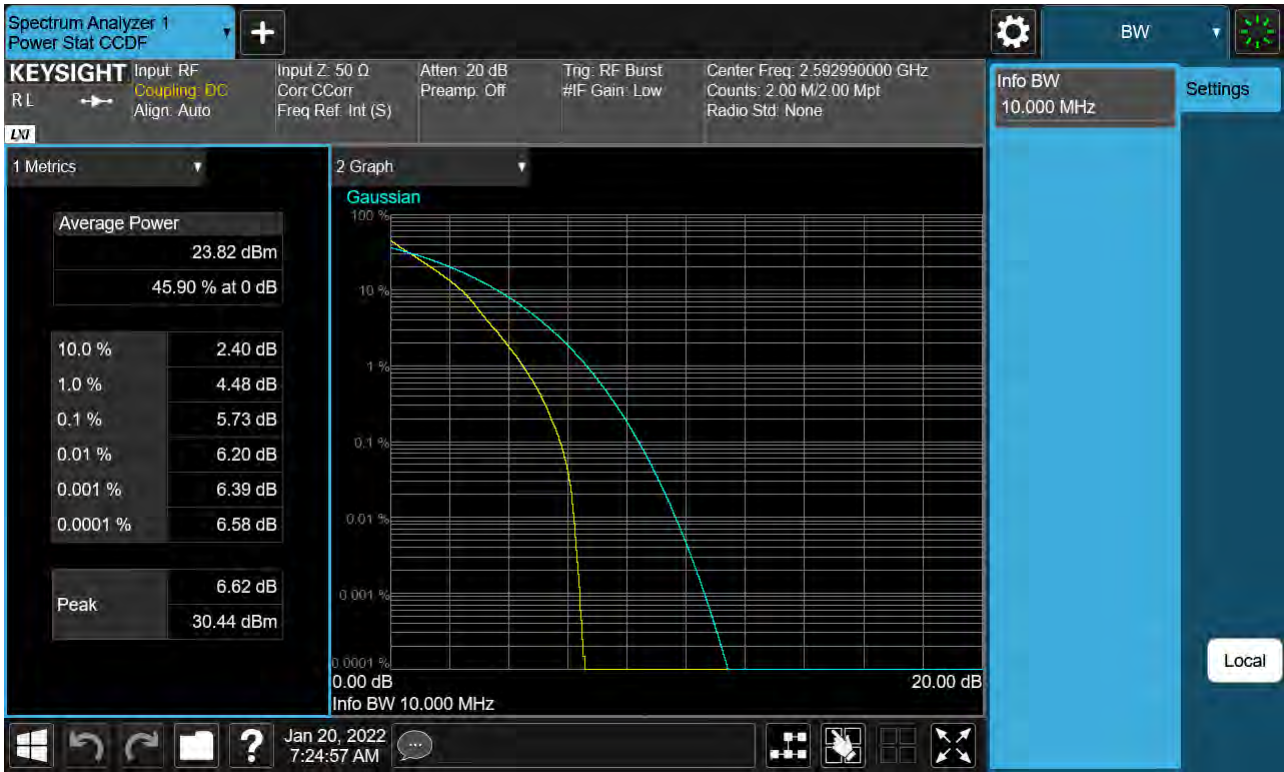 Spectrum Analyzer 1
Power Stat CCDF
+
BW
KEYSIGHT
R L
LXI
Input: RF
Coupling: DC
Align: Auto
Input Z: 50 Ω
Corr CCorr
Freq Ref: Int (S)
Atten: 20 dB
Preamp: Off
Trig: RF Burst
#IF Gain: Low
Center Freq: 2.592990000 GHz
Counts: 2.00 M/2.00 Mpt
Radio Std: None
Info BW
10.000 MHz
Settings
1 Metrics
Average Power
23.82 dBm
45.90 % at 0 dB
10.0 % 2.40 dB
1.0 % 4.48 dB
0.1 % 5.73 dB
0.01 % 6.20 dB
0.001 % 6.39 dB
0.0001 % 6.58 dB
Peak
6.62 dB
30.44 dBm
2 Graph
Gaussian
100 %
10 %
1 %
0.1 %
0.01 %
0.001 %
0.0001 %
0.00 dB 20.00 dB
Info BW 10.000 MHz
Local
?
Jan 20, 2022
7:24:57 AM